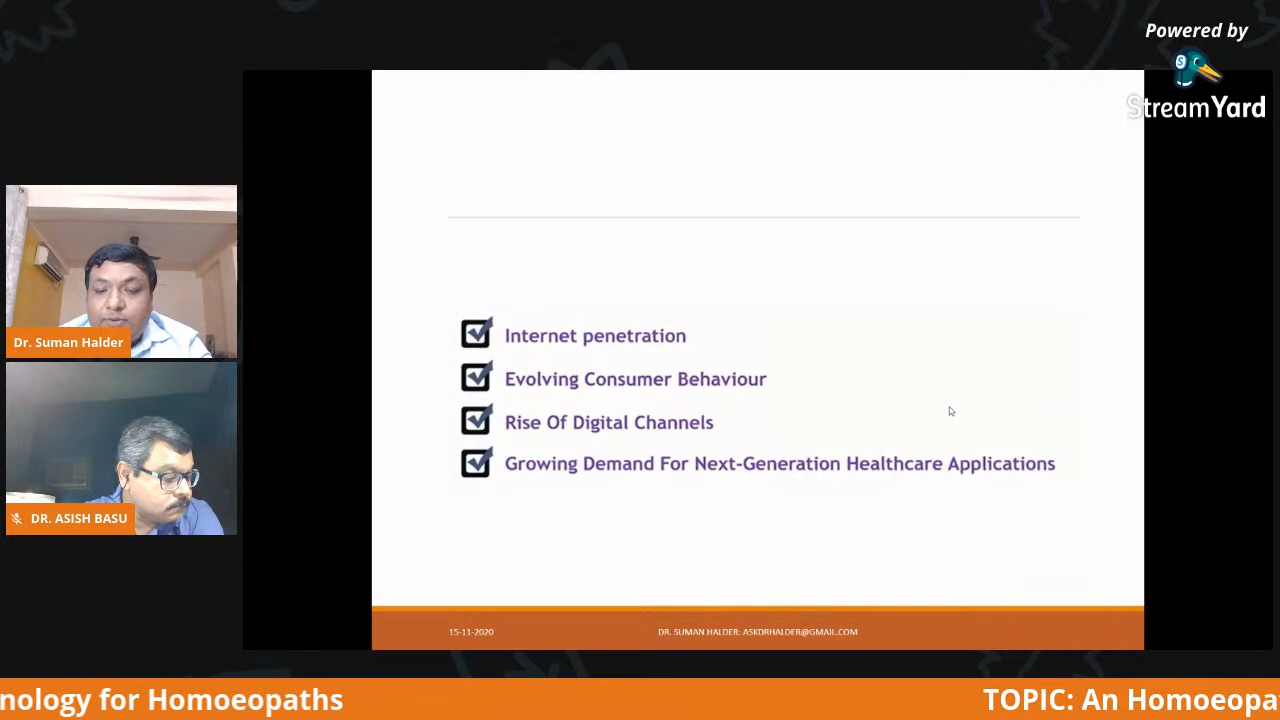 Powered by
StreamYard
Internet penetration
Evolving Consumer Behaviour
Rise Of Digital Channels
Growing Demand For Next-Generation Healthcare Applications
Dr. Suman Halder
DR. ASISH BASU
15-11-2020
DR. SUMAN HALDER: ASKDRHALDER@GMAIL.COM
nology for Homoeopaths
TOPIC: An Homoeopa